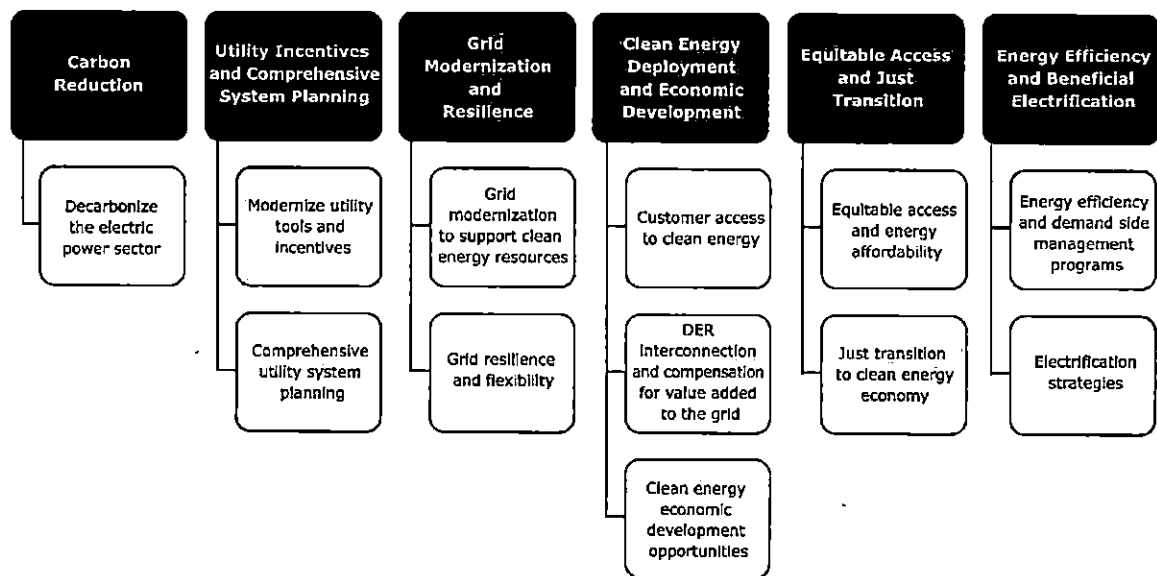 Carbon
Reduction
Utility Incentives
and Comprehensive
System Planning
Grid
Modernization
and
Resilience
Clean Energy
Deployment
and Economic
Development
Equitable Access
and Just
Transition
Energy Efficiency
and Beneficial
Electrification
Decarbonize
the electric
power sector
Modernize utility
tools and
incentives
Comprehensive
utility system
planning
Grid
modernization
to support clean
energy resources
Grid resilience
and flexibility
Customer access
to clean energy
DER
interconnection
and compensation
for value added
to the grid
Clean energy
economic
development
opportunities
Equitable access
and energy
affordability
Just transition
to clean energy
economy
Energy efficiency
and demand side
management
programs
Electrification
strategies